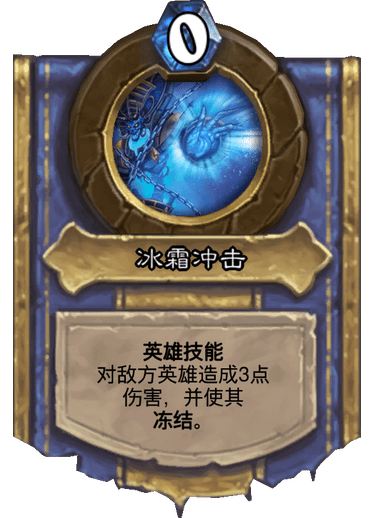 0
冰霜冲击
英雄技能
对敌方英雄造成3点
伤害，并使其
冻结。